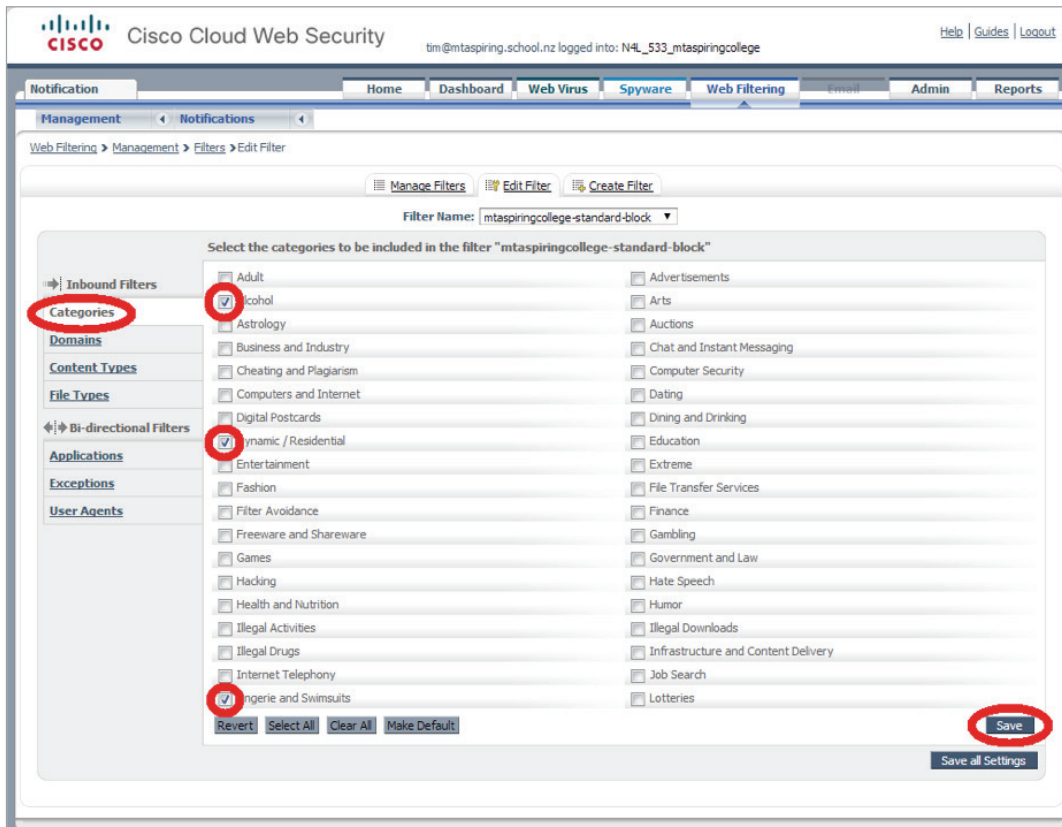 CISCO Cisco Cloud Web Security
tim@mtaspiring.school.nz logged into: N4L_533_mtaspiringcollege
Help | Guides | Logout
Notification Home Dashboard Web Virus Spyware Web Filtering Email Admin Reports
Management Notifications
Web Filtering > Management > Filters > Edit Filter
Manage Filters Edit Filter Create Filter
Filter Name: mtaspiringcollege-standard-block
Select the categories to be included in the filter "mtaspiringcollege-standard-block"
Inbound Filters
Categories
Domains
Content Types
File Types
Bi-directional Filters
Applications
Exceptions
User Agents
Adult Advertisements
Alcohol Arts
Astrology Auctions
Business and Industry Chat and Instant Messaging
Cheating and Plagiarism Computer Security
Computers and Internet Dating
Digital Postcards Dining and Drinking
Dynamic / Residential Education
Entertainment Extreme
Fashion File Transfer Services
Filter Avoidance Finance
Freeware and Shareware Gambling
Games Government and Law
Hacking Hate Speech
Health and Nutrition Humor
Illegal Activities Illegal Downloads
Illegal Drugs Infrastructure and Content Delivery
Internet Telephony Job Search
Lingerie and Swimsuits Lotteries
Revert Select All Clear All Make Default Save
Save all Settings